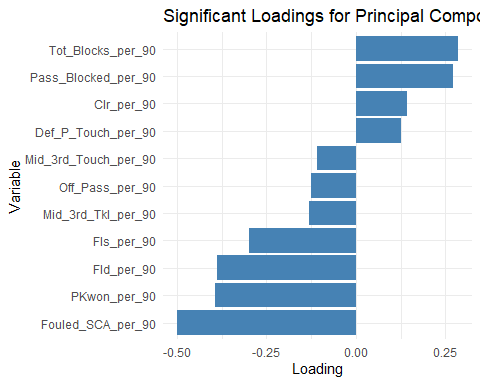 Significant Loadings for Principal Compo
Tot_Blocks_per_90
Pass_Blocked_per_90
Clr_per_90
Def_P_Touch_per_90
Mid_3rd_Touch_per_90
Off_Pass_per_90
Mid_3rd_Tkl_per_90
Fls_per_90
Fld_per_90
PKwon_per_90
Fouled_SCA_per_90
Variable
-0.50 -0.25 0.00 0.25
Loading